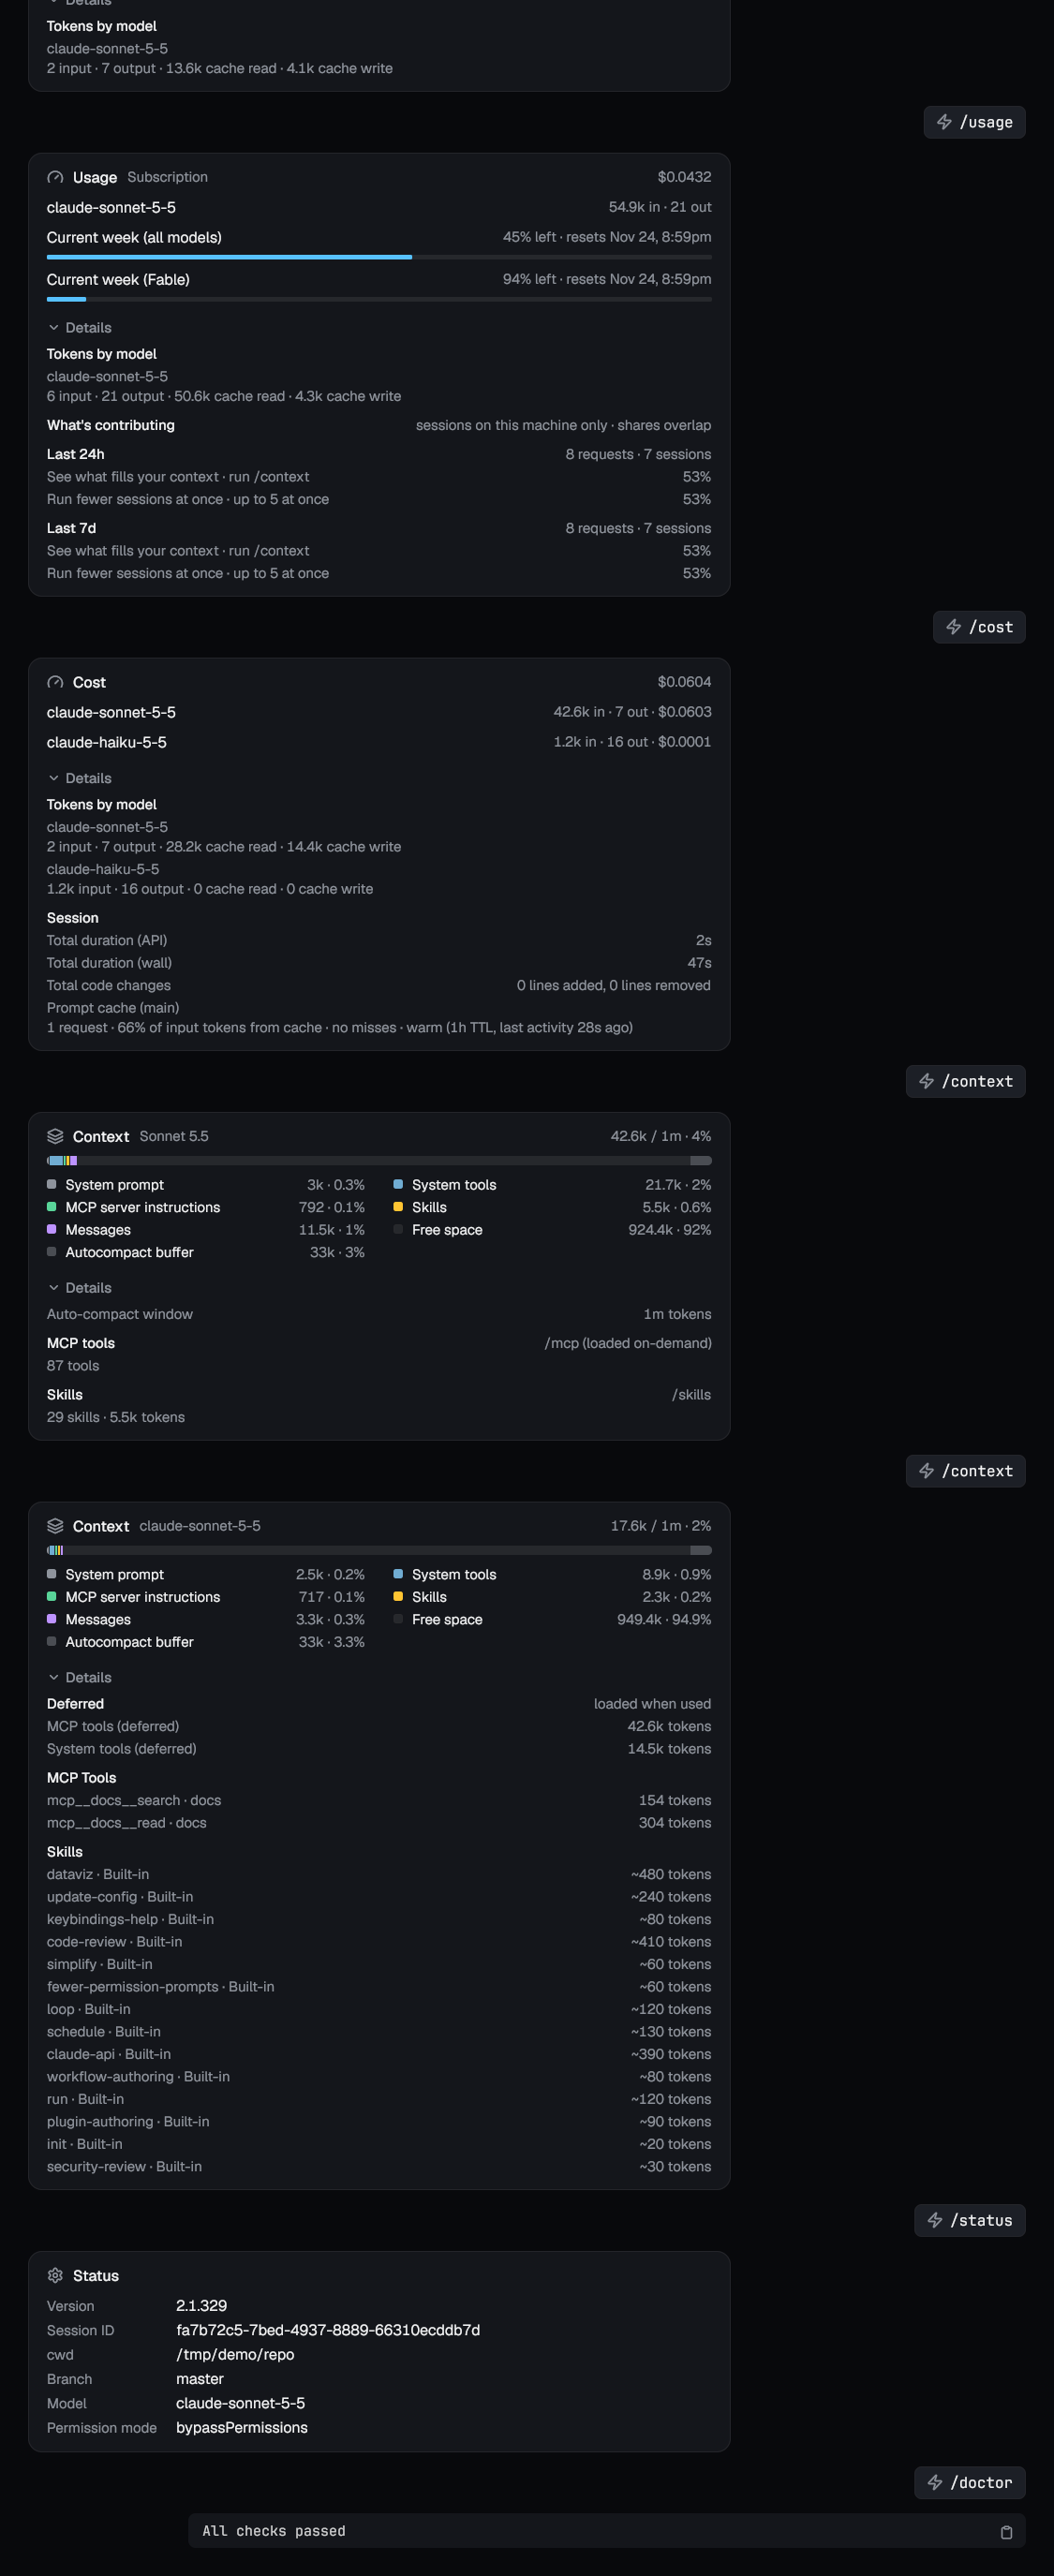 Details
Tokens by model
claude-sonnet-5-5
2 input · 7 output · 13.6k cache read · 4.1k cache write
/usage
Usage Subscription $0.0432
claude-sonnet-5-5 54.9k in · 21 out
Current week (all models) 45% left · resets Nov 24, 8:59pm
Current week (Fable) 94% left · resets Nov 24, 8:59pm
Details
Tokens by model
claude-sonnet-5-5
6 input · 21 output · 50.6k cache read · 4.3k cache write
What's contributing sessions on this machine only · shares overlap
Last 24h 8 requests · 7 sessions
See what fills your context · run /context 53%
Run fewer sessions at once · up to 5 at once 53%
Last 7d 8 requests · 7 sessions
See what fills your context · run /context 53%
Run fewer sessions at once · up to 5 at once 53%
/cost
Cost $0.0604
claude-sonnet-5-5 42.6k in · 7 out · $0.0603
claude-haiku-5-5 1.2k in · 16 out · $0.0001
Details
Tokens by model
claude-sonnet-5-5
2 input · 7 output · 28.2k cache read · 14.4k cache write
claude-haiku-5-5
1.2k input · 16 output · 0 cache read · 0 cache write
Session
Total duration (API) 2s
Total duration (wall) 47s
Total code changes 0 lines added, 0 lines removed
Prompt cache (main)
1 request · 66% of input tokens from cache · no misses · warm (1h TTL, last activity 28s ago)
/context
Context Sonnet 5.5 42.6k / 1m · 4%
System prompt 3k · 0.3% System tools 21.7k · 2%
MCP server instructions 792 · 0.1% Skills 5.5k · 0.6%
Messages 11.5k · 1% Free space 924.4k · 92%
Autocompact buffer 33k · 3%
Details
Auto-compact window 1m tokens
MCP tools /mcp (loaded on-demand)
87 tools
Skills /skills
29 skills · 5.5k tokens
/context
Context claude-sonnet-5-5 17.6k / 1m · 2%
System prompt 2.5k · 0.2% System tools 8.9k · 0.9%
MCP server instructions 717 · 0.1% Skills 2.3k · 0.2%
Messages 3.3k · 0.3% Free space 949.4k · 94.9%
Autocompact buffer 33k · 3.3%
Details
Deferred loaded when used
MCP tools (deferred) 42.6k tokens
System tools (deferred) 14.5k tokens
MCP Tools
mcp__docs__search · docs 154 tokens
mcp__docs__read · docs 304 tokens
Skills
dataviz · Built-in ~480 tokens
update-config · Built-in ~240 tokens
keybindings-help · Built-in ~80 tokens
code-review · Built-in ~410 tokens
simplify · Built-in ~60 tokens
fewer-permission-prompts · Built-in ~60 tokens
loop · Built-in ~120 tokens
schedule · Built-in ~130 tokens
claude-api · Built-in ~390 tokens
workflow-authoring · Built-in ~80 tokens
run · Built-in ~120 tokens
plugin-authoring · Built-in ~90 tokens
init · Built-in ~20 tokens
security-review · Built-in ~30 tokens
/status
Status
Version 2.1.329
Session ID fa7b72c5-7bed-4937-8889-66310ecddb7d
cwd /tmp/demo/repo
Branch master
Model claude-sonnet-5-5
Permission mode bypassPermissions
/doctor
All checks passed